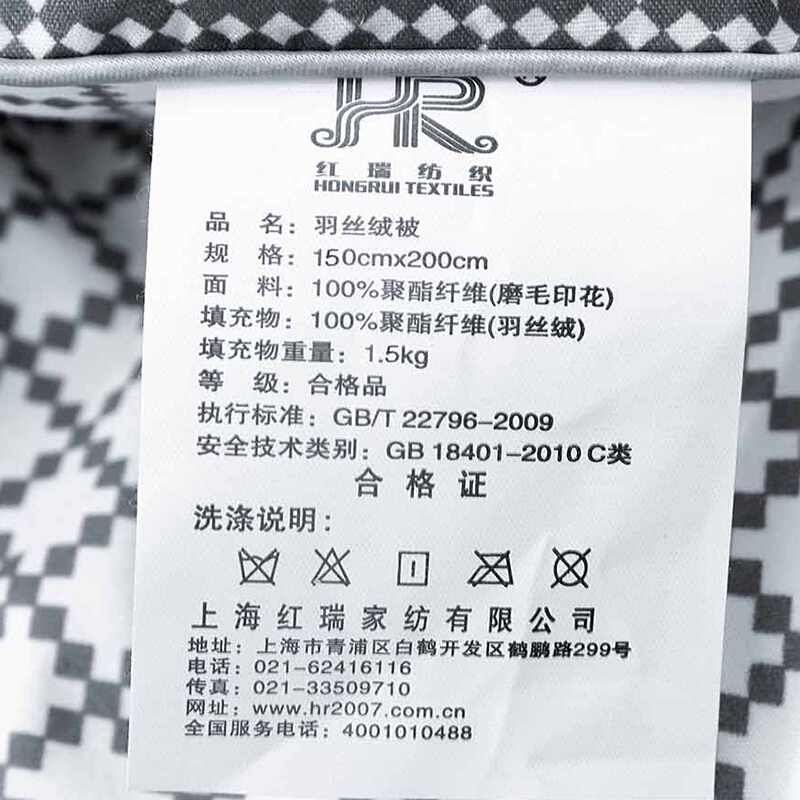 HR
红瑞纺织
HONGRUI TEXTILES
品 名：羽丝绒被
规 格：150cmx200cm
面 料：100%聚酯纤维(磨毛印花)
填充物：100%聚酯纤维(羽丝绒)
填充物重量：1.5kg
等 级：合格品
执行标准：GB/T 22796-2009
安全技术类别：GB 18401-2010 C类
合格证
洗涤说明：
上海红瑞家纺有限公司
地址：上海市青浦区白鹤开发区鹤鹏路299号
电话：021-62416116
传真：021-33509710
网址：www.hr2007.com.cn
全国服务电话：4001010488